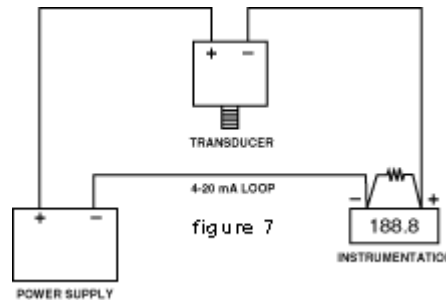 + −
TRANSDUCER
4-20 mA LOOP
− +
188.8
INSTRUMENTATION
+ −
figure 7
POWER SUPPLY